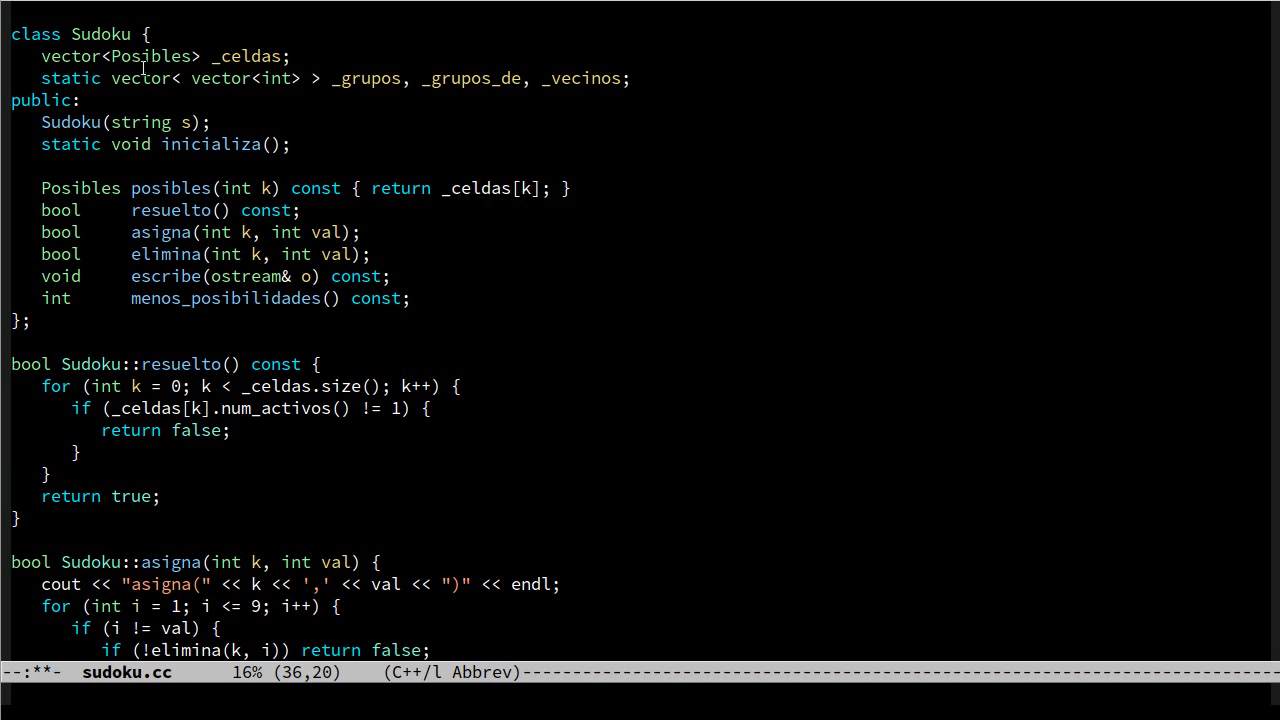 class Sudoku {
   vector<Posibles> _celdas;
   static vector< vector<int> > _grupos, _grupos_de, _vecinos;
public:
   Sudoku(string s);
   static void inicializa();

   Posibles posibles(int k) const { return _celdas[k]; }
   bool     resuelto() const;
   bool     asigna(int k, int val);
   bool     elimina(int k, int val);
   void     escribe(ostream& o) const;
   int      menos_posibilidades() const;
};

bool Sudoku::resuelto() const {
   for (int k = 0; k < _celdas.size(); k++) {
      if (_celdas[k].num_activos() != 1) {
         return false;
      }
   }
   return true;
}

bool Sudoku::asigna(int k, int val) {
   cout << "asigna(" << k << ',' << val << ")" << endl;
   for (int i = 1; i <= 9; i++) {
      if (i != val) {
         if (!elimina(k, i)) return false;
--:**-  sudoku.cc      16% (36,20)    (C++/l Abbrev)----------------------------------------------------------------------------